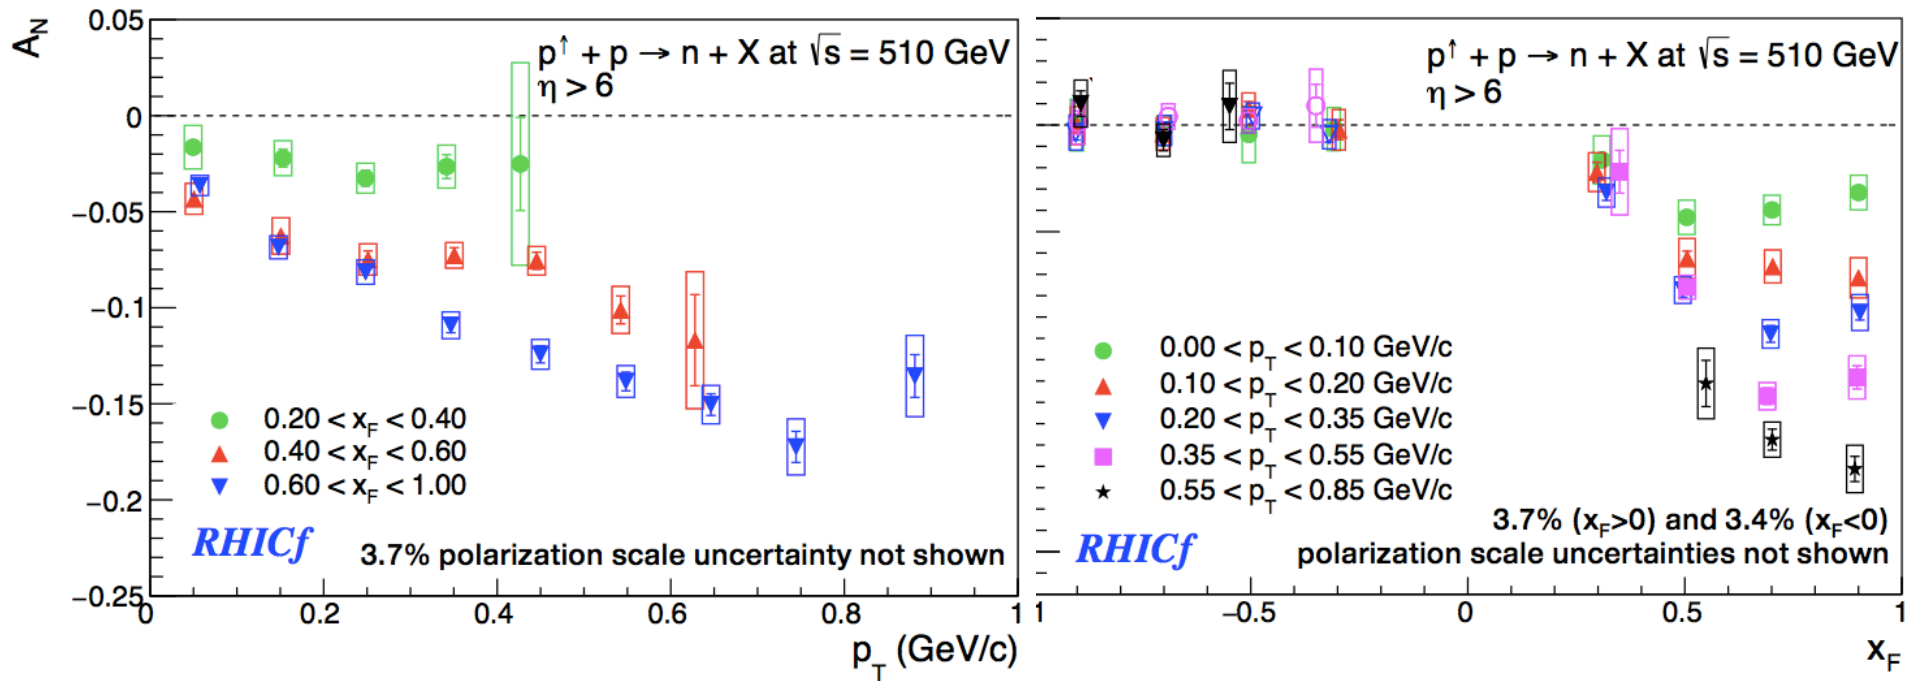 A_N
0.05
0
−0.05
−0.1
−0.15
−0.2
−0.25
p↑ + p → n + X at √s = 510 GeV
η > 6
0.20 < x_F < 0.40
0.40 < x_F < 0.60
0.60 < x_F < 1.00
RHICf
3.7% polarization scale uncertainty not shown
0 0.2 0.4 0.6 0.8 1
p_T (GeV/c)
p↑ + p → n + X at √s = 510 GeV
η > 6
0.00 < p_T < 0.10 GeV/c
0.10 < p_T < 0.20 GeV/c
0.20 < p_T < 0.35 GeV/c
0.35 < p_T < 0.55 GeV/c
0.55 < p_T < 0.85 GeV/c
3.7% (x_F>0) and 3.4% (x_F<0)
RHICf
polarization scale uncertainties not shown
1 −0.5 0 0.5 1
x_F